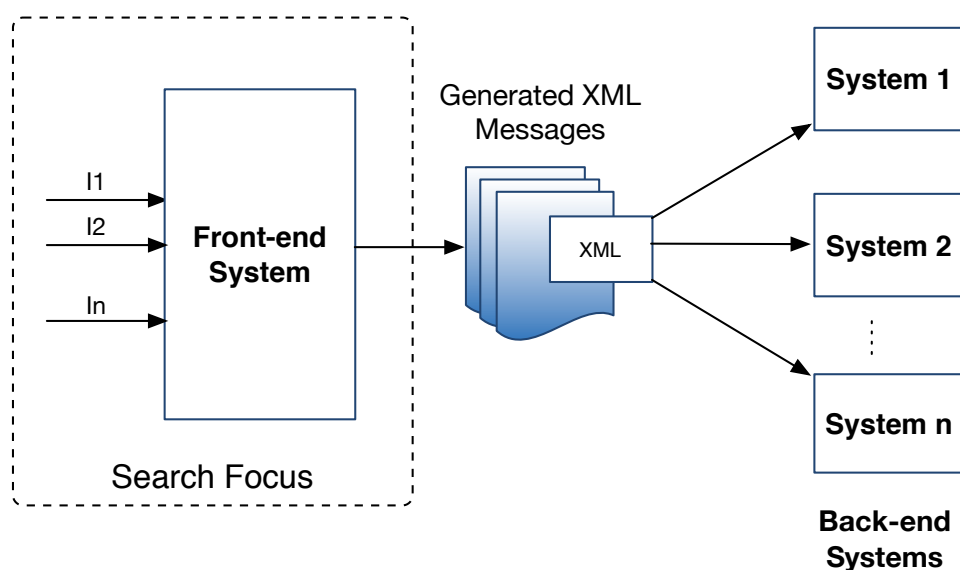 I1
I2
In
Front-end
System
Search Focus
Generated XML
Messages
XML
System 1
System 2
System n
Back-end
Systems